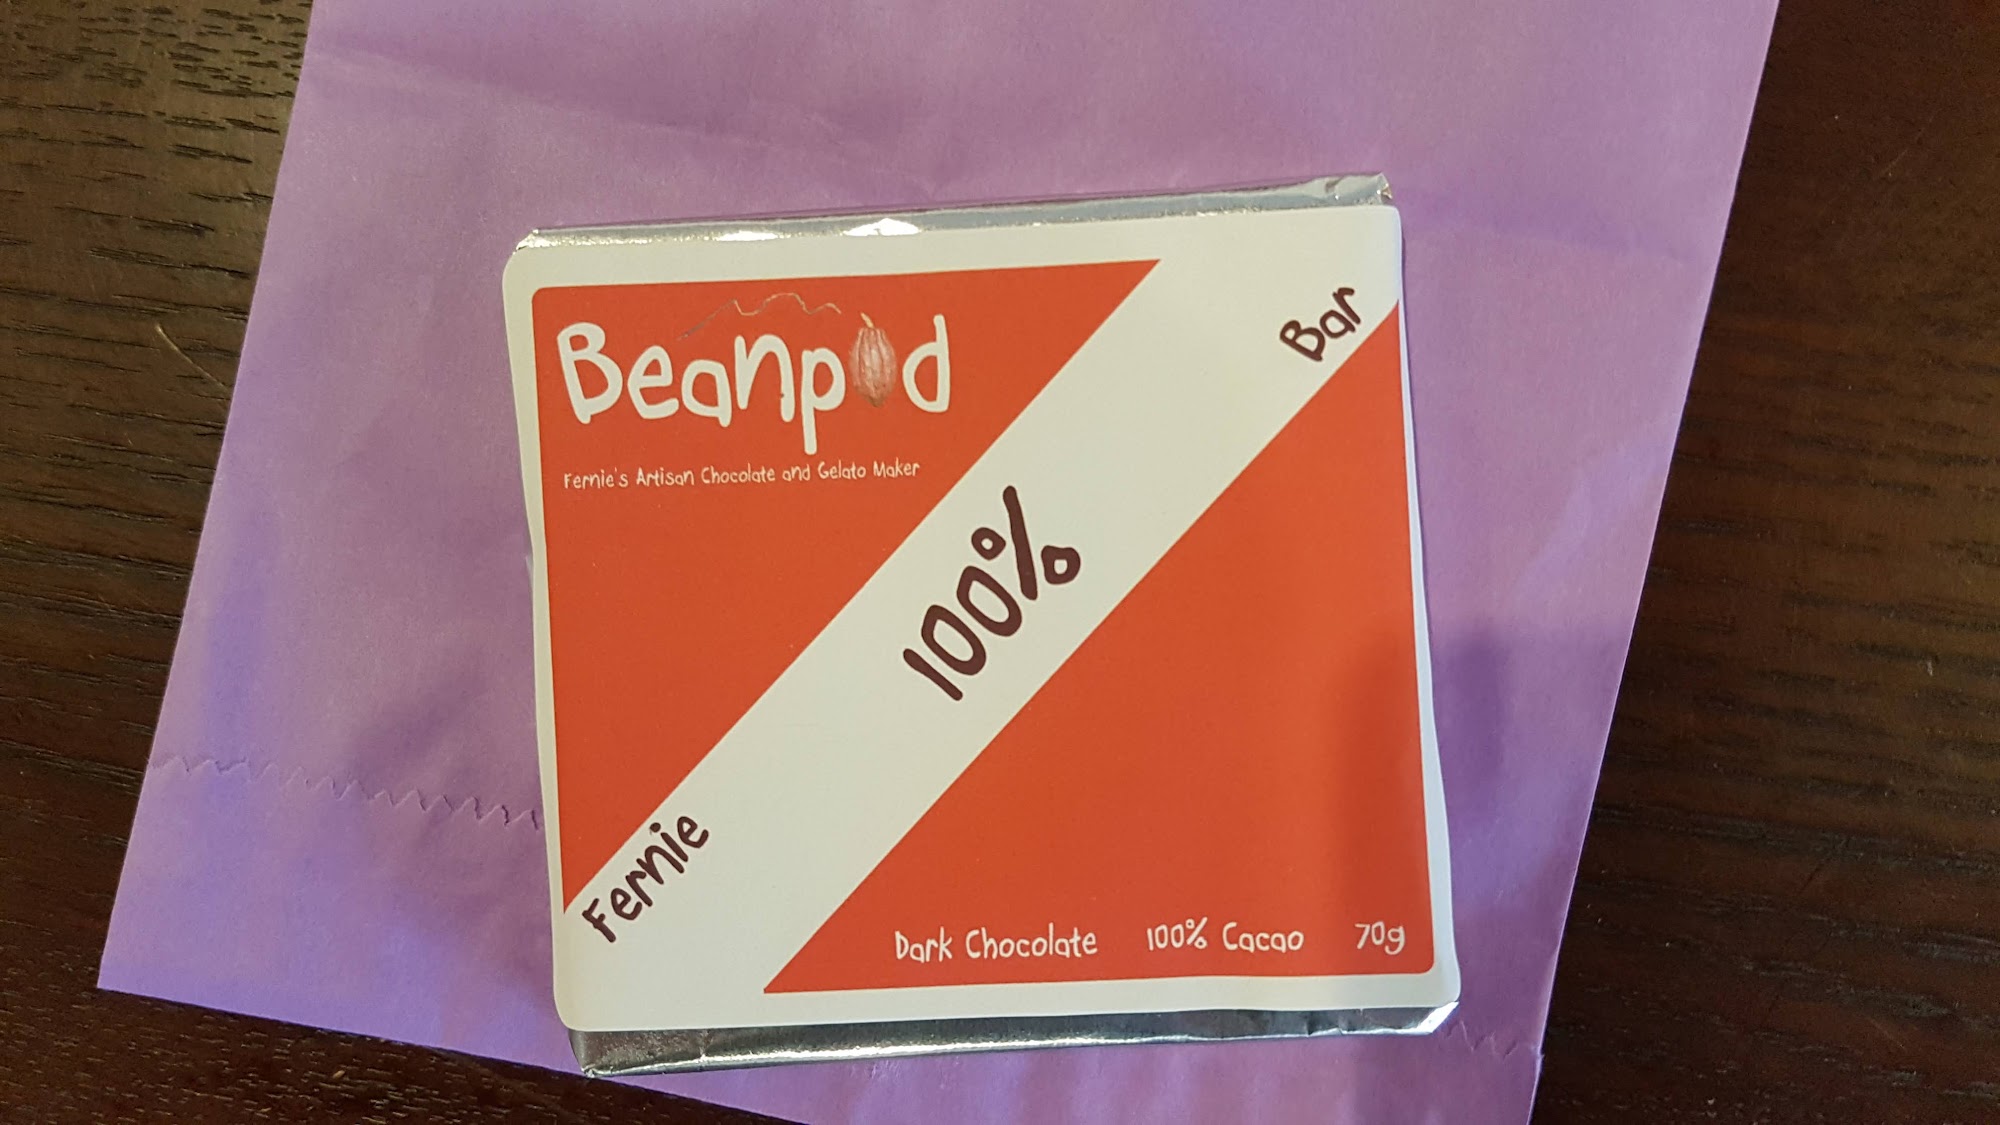 Beanpod
Fernie's Artisan Chocolate and Gelato Maker
Fernie 100% Bar
Dark Chocolate 100% Cacao 70g